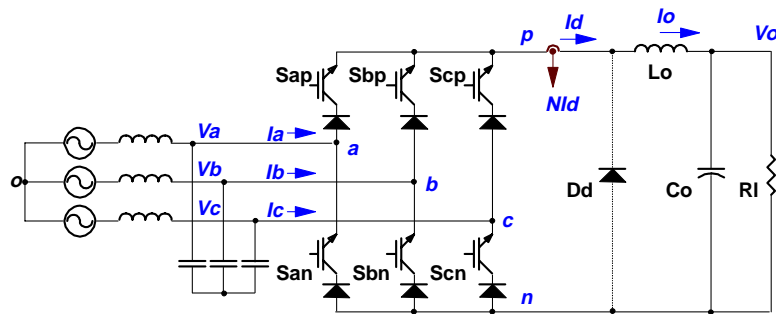 p Id Io Vo
Sap Sbp Scp Lo
NId
Va Ia a
o Vb Ib b Dd Co Rl
Vc Ic c
San Sbn Scn
n